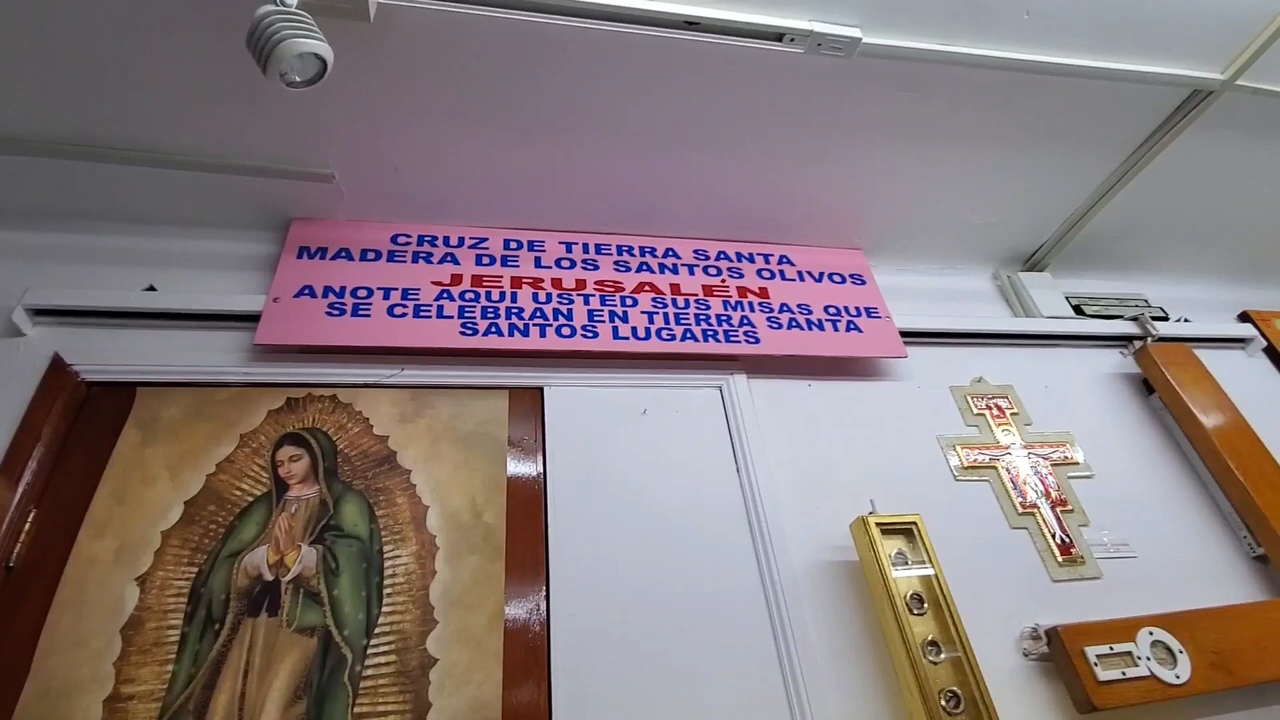 CRUZ DE TIERRA SANTA
MADERA DE LOS SANTOS OLIVOS
JERUSALÉN
ANOTE AQUI USTED SUS MISAS QUE
SE CELEBRAN EN TIERRA SANTA
SANTOS LUGARES